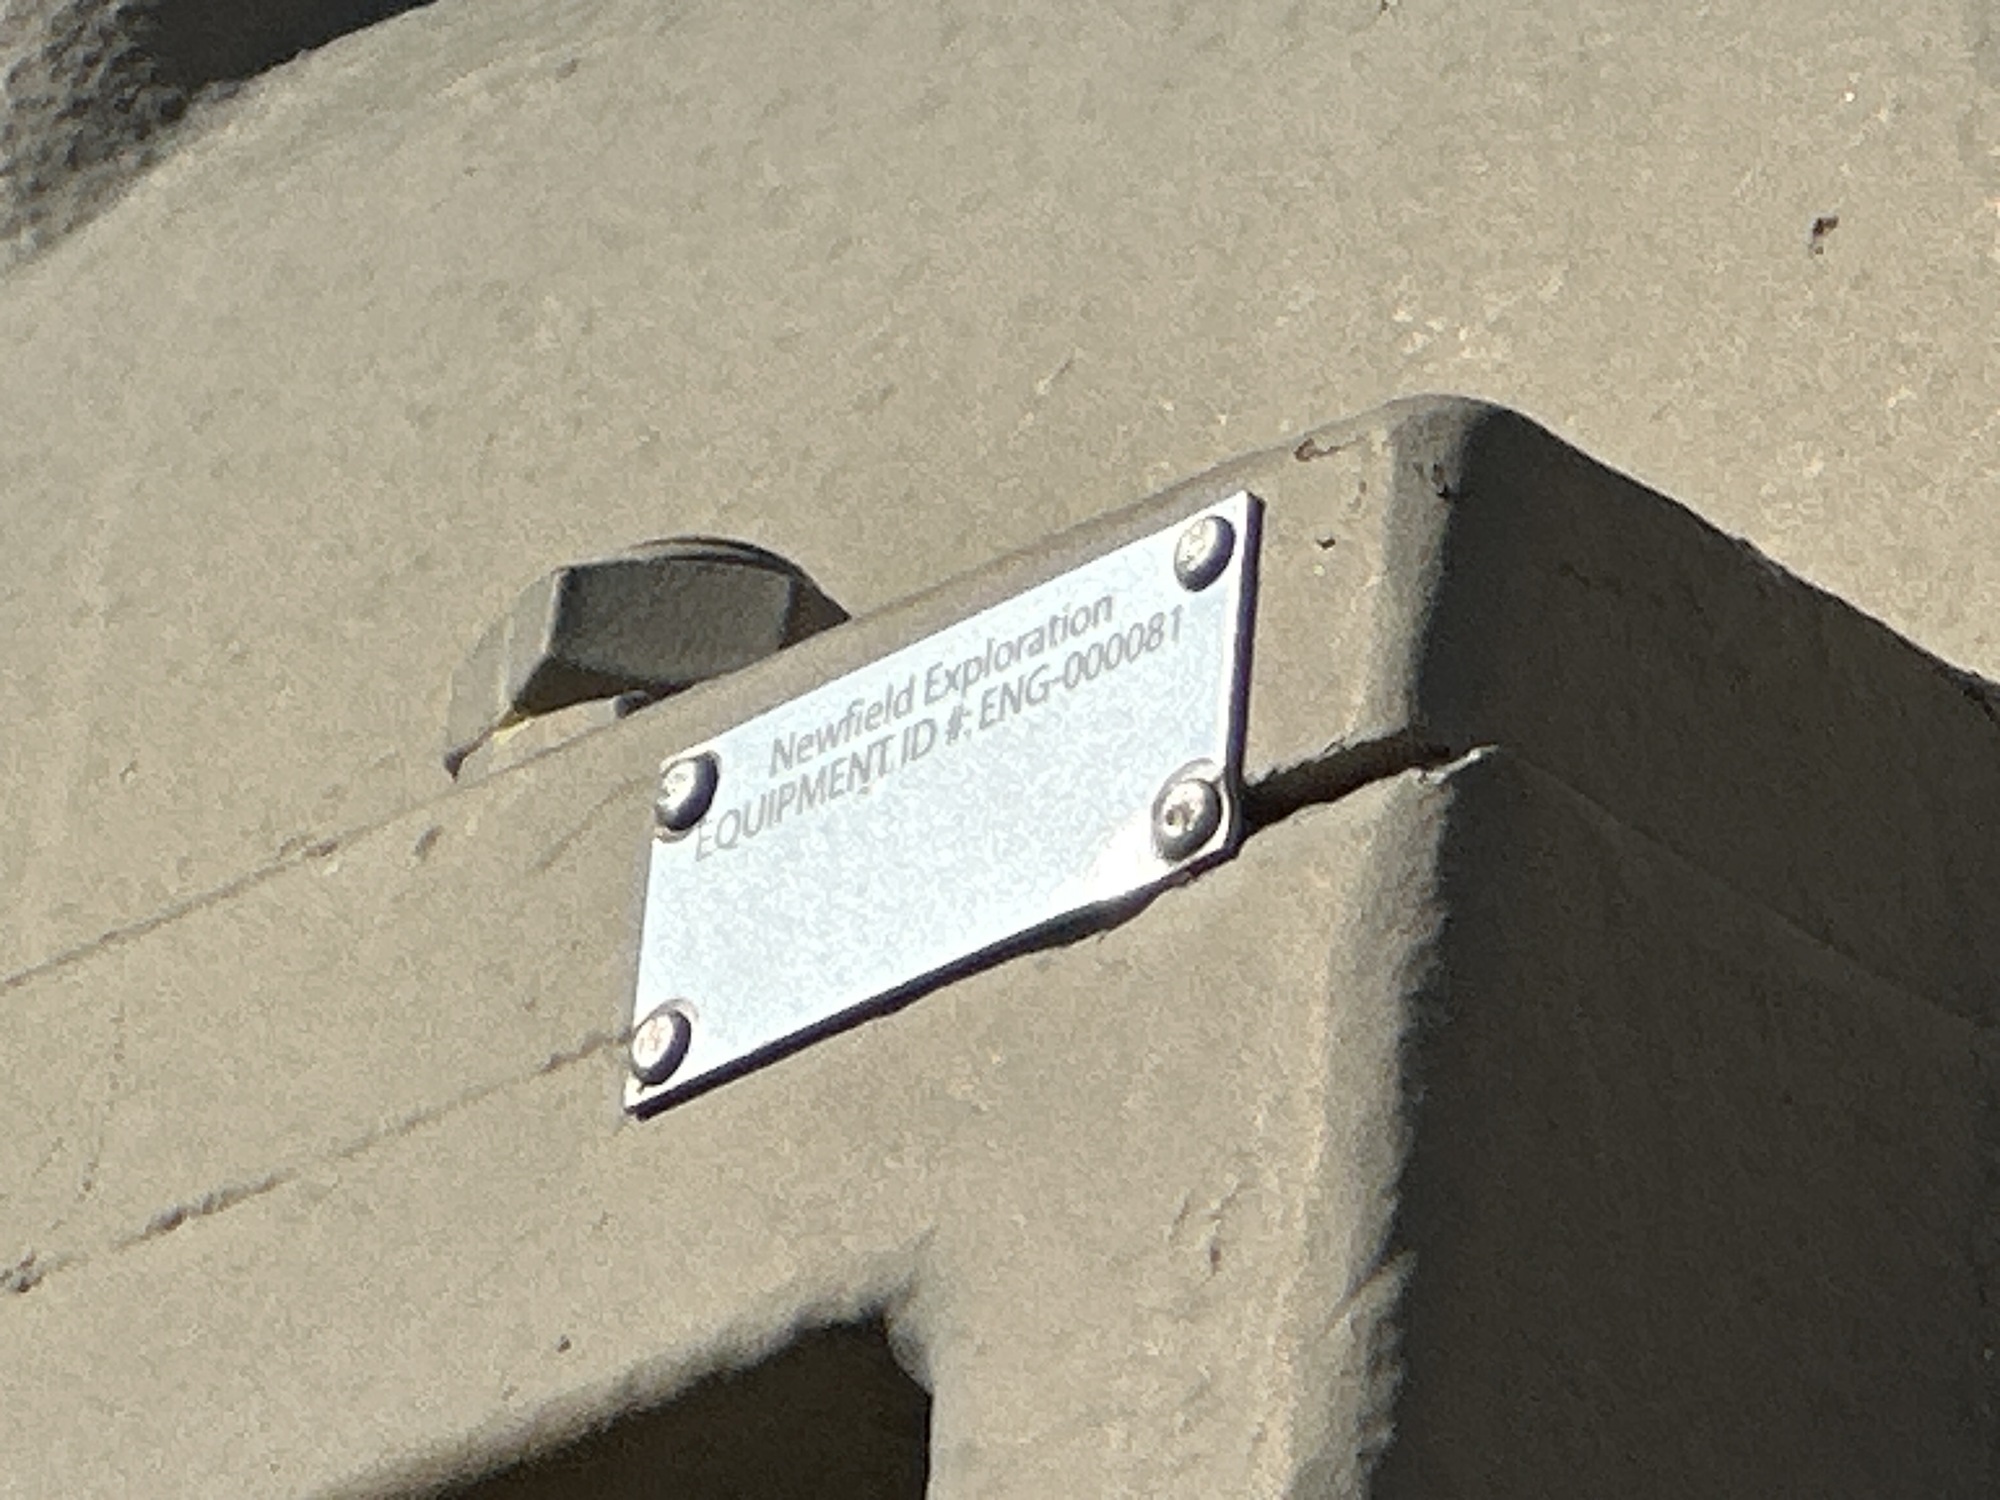 Newfield Exploration
EQUIPMENT ID #: ENG-000081